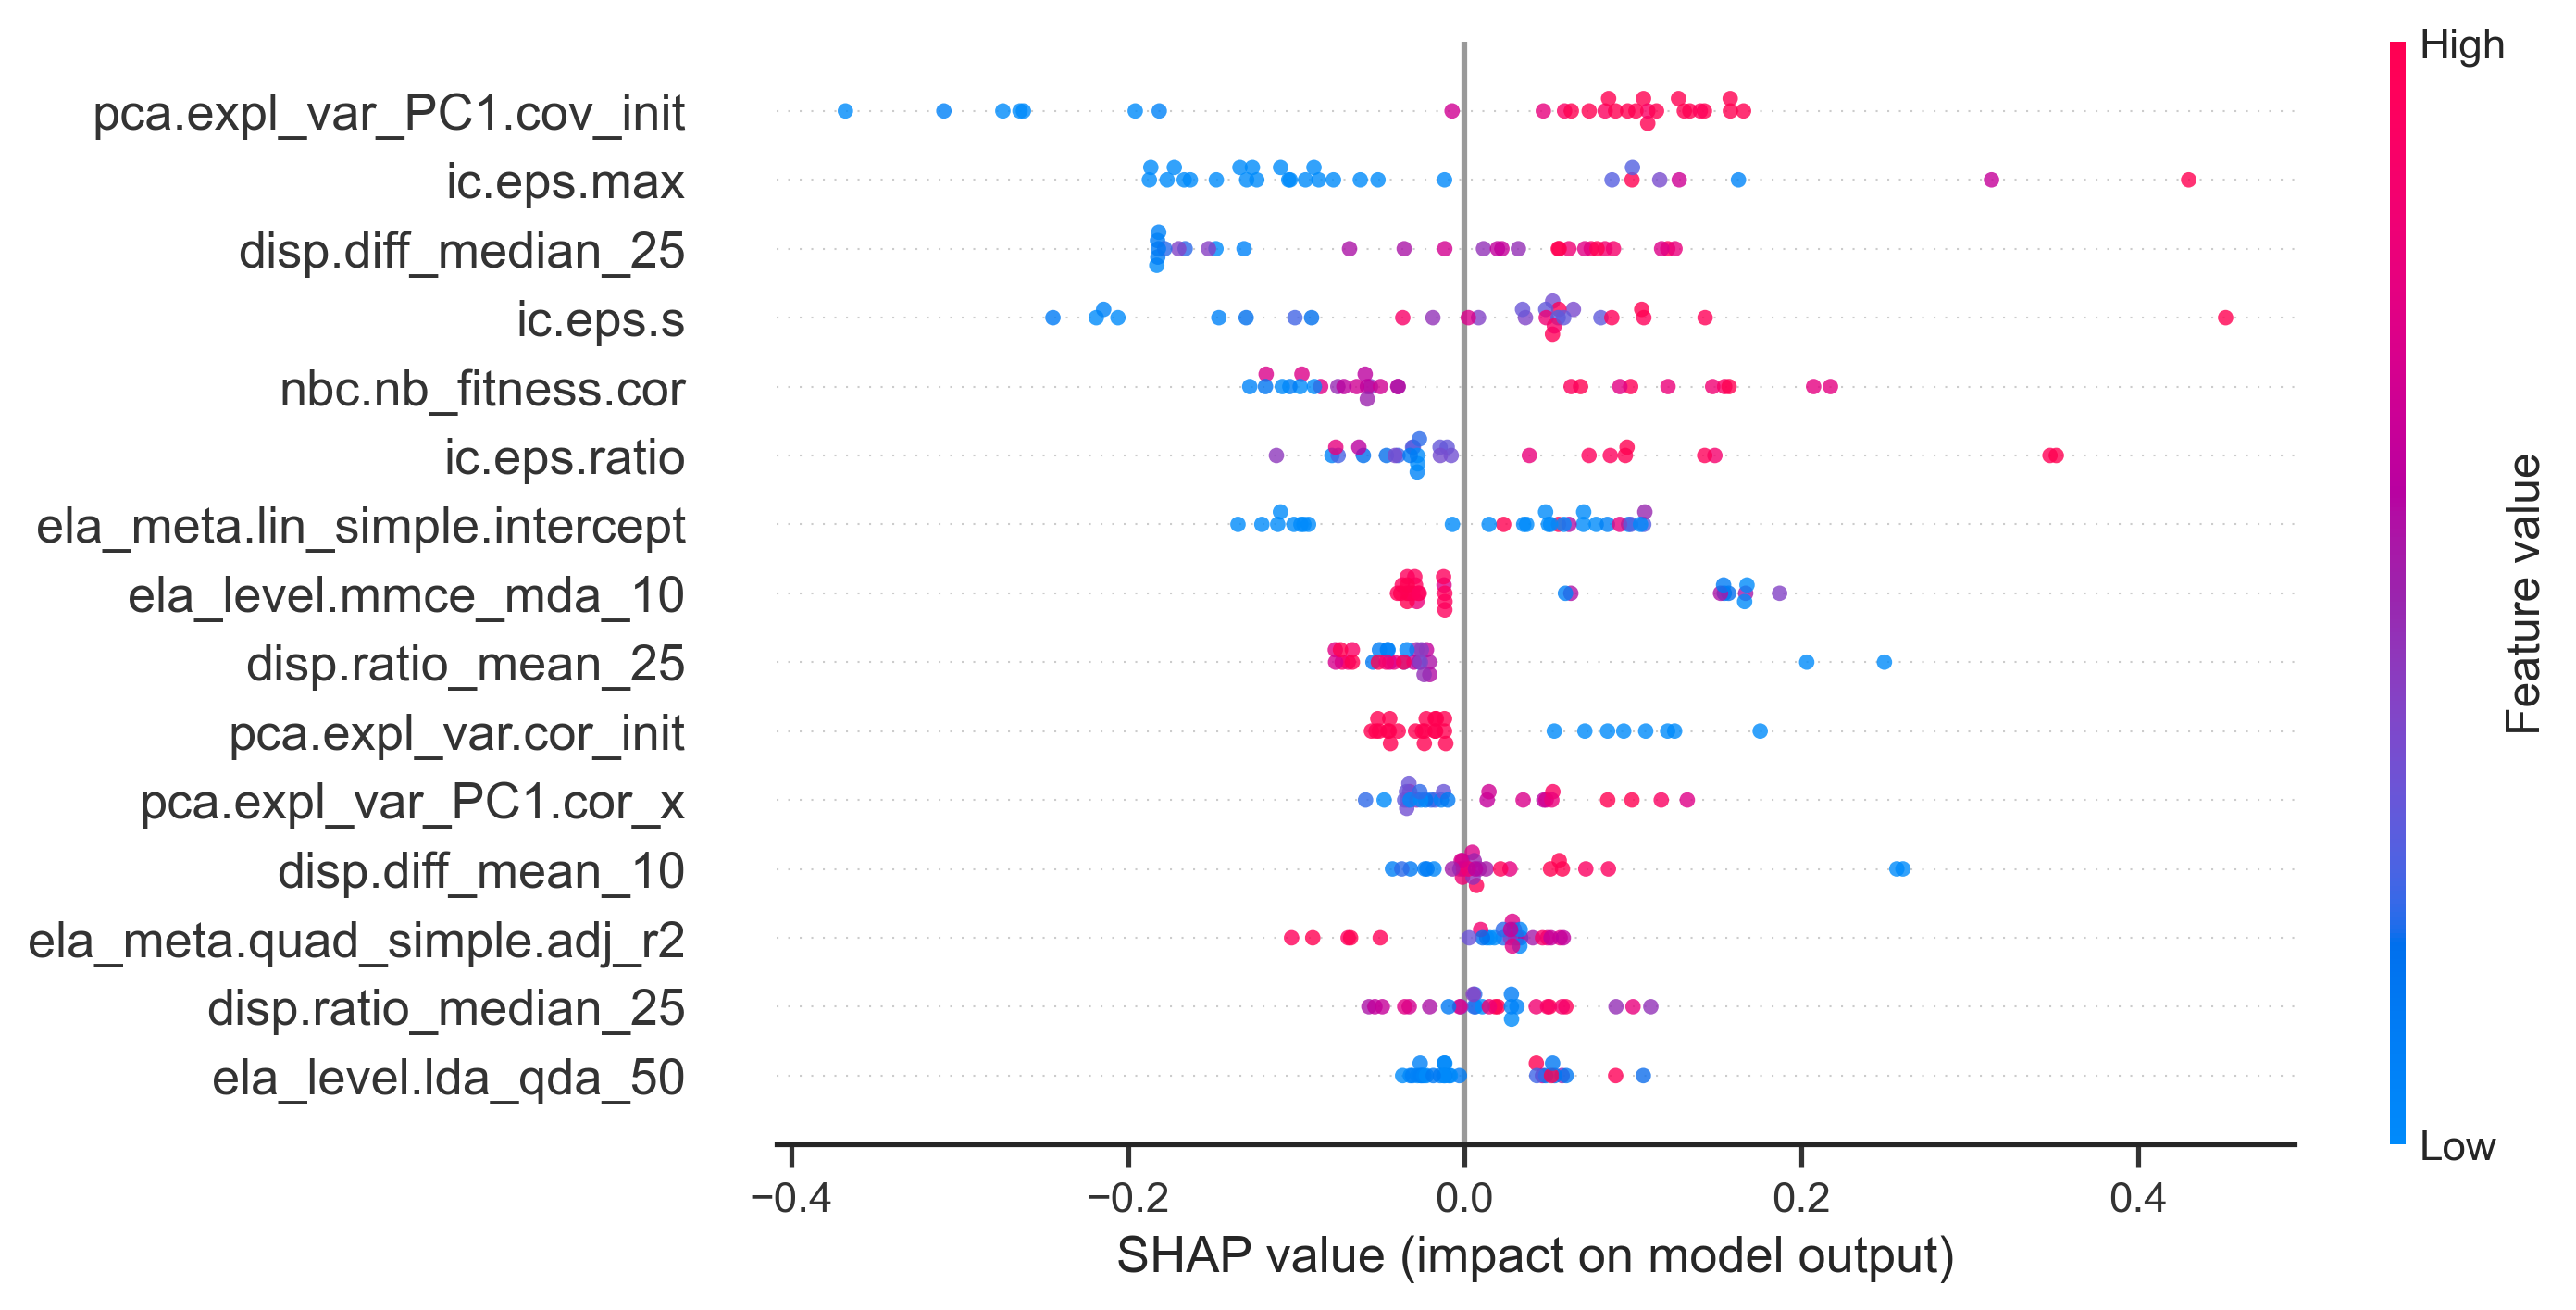 High
pca.expl_var_PC1.cov_init
ic.eps.max
disp.diff_median_25
ic.eps.s
nbc.nb_fitness.cor
ic.eps.ratio
ela_meta.lin_simple.intercept
ela_level.mmce_mda_10
disp.ratio_mean_25
pca.expl_var.cor_init
pca.expl_var_PC1.cor_x
disp.diff_mean_10
ela_meta.quad_simple.adj_r2
disp.ratio_median_25
ela_level.lda_qda_50
Feature value
Low
−0.4 −0.2 0.0 0.2 0.4
SHAP value (impact on model output)